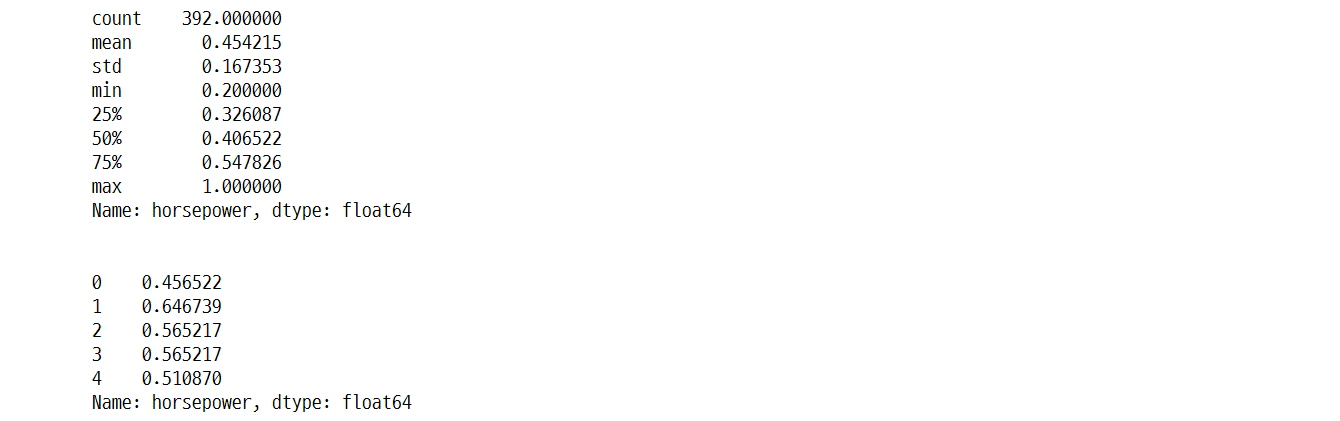 count    392.000000
mean       0.454215
std        0.167353
min        0.200000
25%        0.326087
50%        0.406522
75%        0.547826
max        1.000000
Name: horsepower, dtype: float64
0    0.456522
1    0.646739
2    0.565217
3    0.565217
4    0.510870
Name: horsepower, dtype: float64